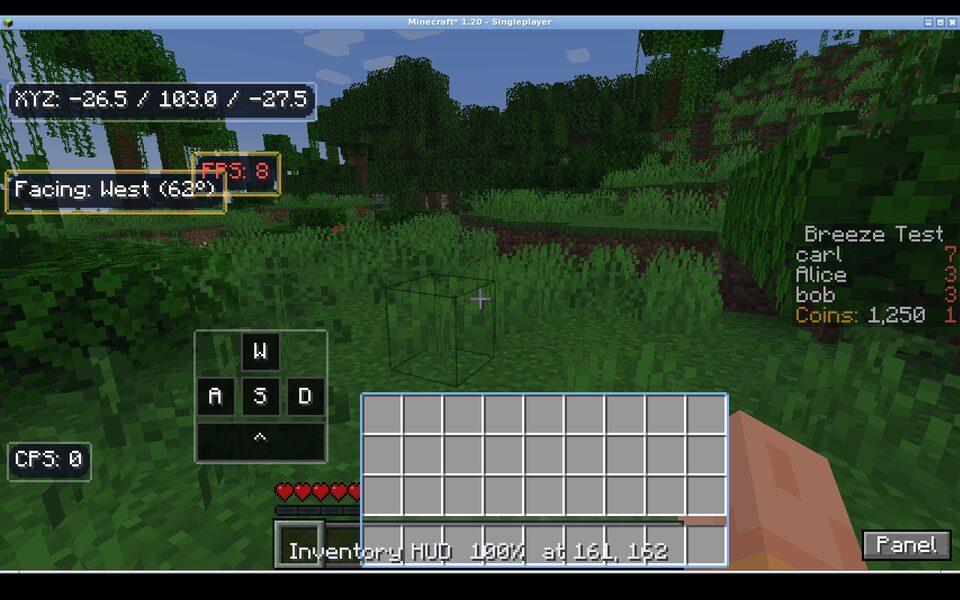 Minecraft* 1.20 - Singleplayer
XYZ: -26.5 / 103.0 / -27.5
FPS: 8
Facing: West (62º)
Breeze Test
carl 7
Alice 3
bob 3
Coins: 1,250 1
W
A S D
^
CPS: 0
Inventory HUD 100% at 161, 162
Panel